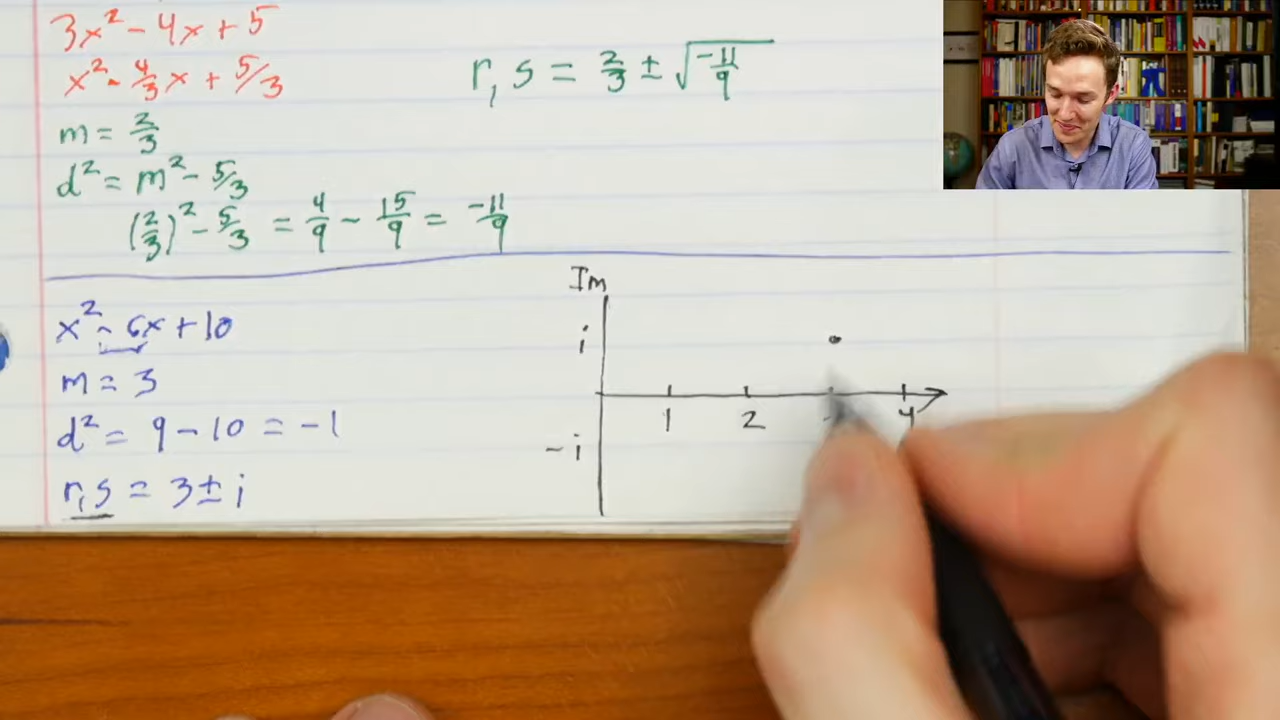 3x² - 4x + 5
x² - 4/3 x + 5/3
r, s = 2/3 ± √(-11/9)
m = 2/3
d² = m² - 5/3
(2/3)² - 5/3 = 4/9 - 15/9 = -11/9
x² - 6x + 10
m = 3
d² = 9 - 10 = -1
r, s = 3 ± i
Im
i
1 2 4
-i